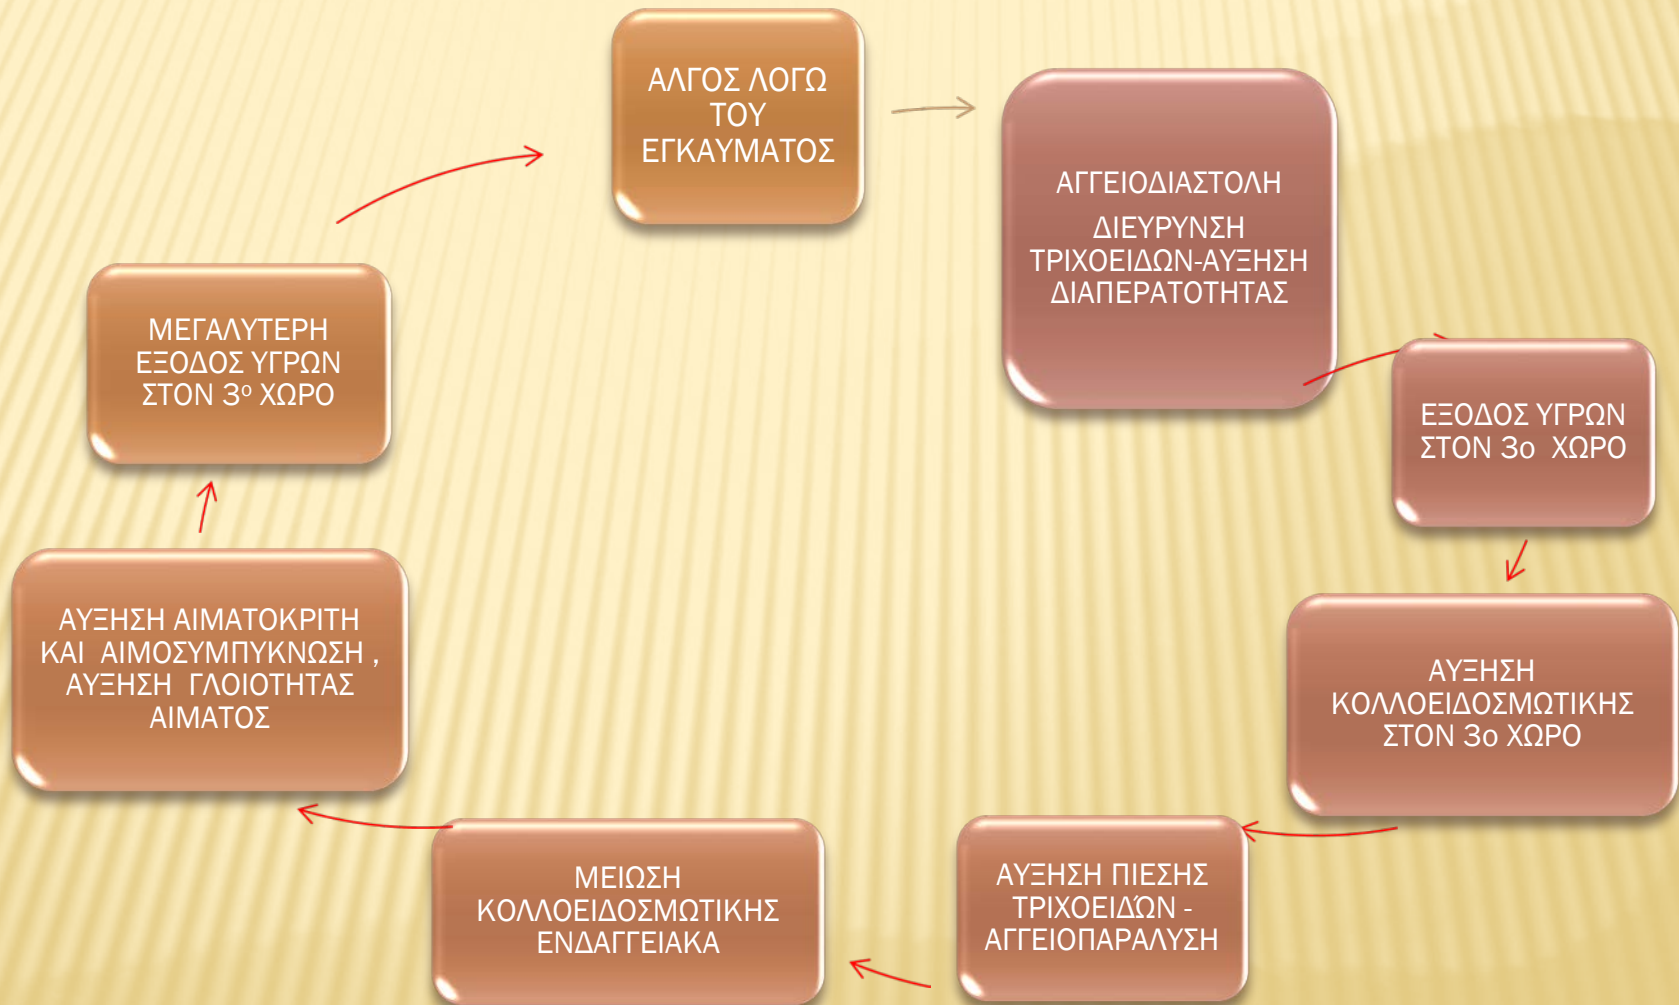 ΑΛΓΟΣ ΛΟΓΩ
ΤΟΥ
ΕΓΚΑΥΜΑΤΟΣ
ΑΓΓΕΙΟΔΙΑΣΤΟΛΗ
ΔΙΕΥΡΥΝΣΗ
ΤΡΙΧΟΕΙΔΩΝ-ΑΥΞΗΣΗ
ΔΙΑΠΕΡΑΤΟΤΗΤΑΣ
ΕΞΟΔΟΣ ΥΓΡΩΝ
ΣΤΟΝ 3ο ΧΩΡΟ
ΑΥΞΗΣΗ
ΚΟΛΛΟΕΙΔΟΣΜΩΤΙΚΗΣ
ΣΤΟΝ 3ο ΧΩΡΟ
ΑΥΞΗΣΗ ΠΙΕΣΗΣ
ΤΡΙΧΟΕΙΔΏΝ -
ΑΓΓΕΙΟΠΑΡΑΛΥΣΗ
ΜΕΙΩΣΗ
ΚΟΛΛΟΕΙΔΟΣΜΩΤΙΚΗΣ
ΕΝΔΑΓΓΕΙΑΚΑ
ΑΥΞΗΣΗ ΑΙΜΑΤΟΚΡΙΤΗ
ΚΑΙ ΑΙΜΟΣΥΜΠΥΚΝΩΣΗ ,
ΑΥΞΗΣΗ ΓΛΟΙΟΤΗΤΑΣ
ΑΙΜΑΤΟΣ
ΜΕΓΑΛΥΤΕΡΗ
ΕΞΟΔΟΣ ΥΓΡΩΝ
ΣΤΟΝ 3ο ΧΩΡΟ